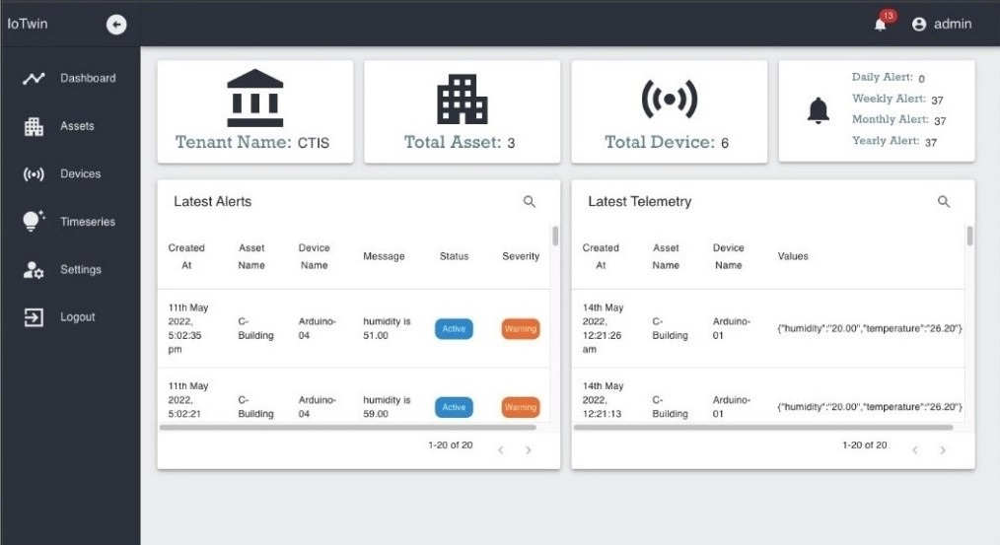 IoTwin
13
admin
Dashboard
Assets
Devices
Timeseries
Settings
Logout
Tenant Name: CTIS
Total Asset: 3
Total Device: 6
Daily Alert: 0
Weekly Alert: 37
Monthly Alert: 37
Yearly Alert: 37
Latest Alerts
Created
At
Asset
Name
Device
Name
Message
Status
Severity
11th May
2022,
5:02:35
pm
C-
Building
Arduino-
04
humidity is
51.00
Active
Warning
11th May
2022,
5:02:21
C-
Building
Arduino-
04
humidity is
59.00
Active
Warning
1-20 of 20
Latest Telemetry
Created
At
Asset
Name
Device
Name
Values
14th May
2022,
12:21:26
am
C-
Building
Arduino-
01
{"humidity":"20.00","temperature":"26.20"}
14th May
2022,
12:21:13
C-
Building
Arduino-
01
{"humidity":"20.00","temperature":"26.20"}
1-20 of 20